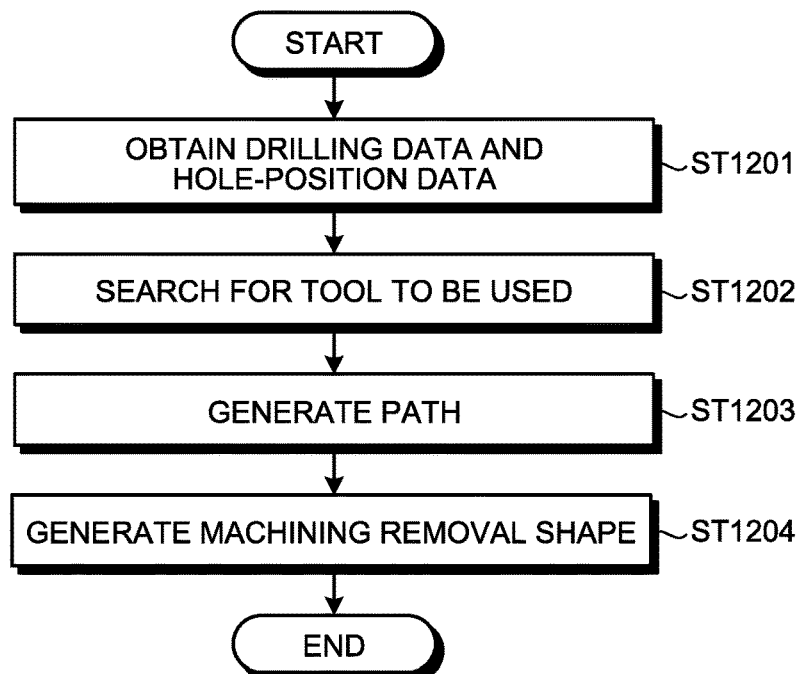 START
OBTAIN DRILLING DATA AND
HOLE-POSITION DATA
ST1201
SEARCH FOR TOOL TO BE USED
ST1202
GENERATE PATH
ST1203
GENERATE MACHINING REMOVAL SHAPE
ST1204
END